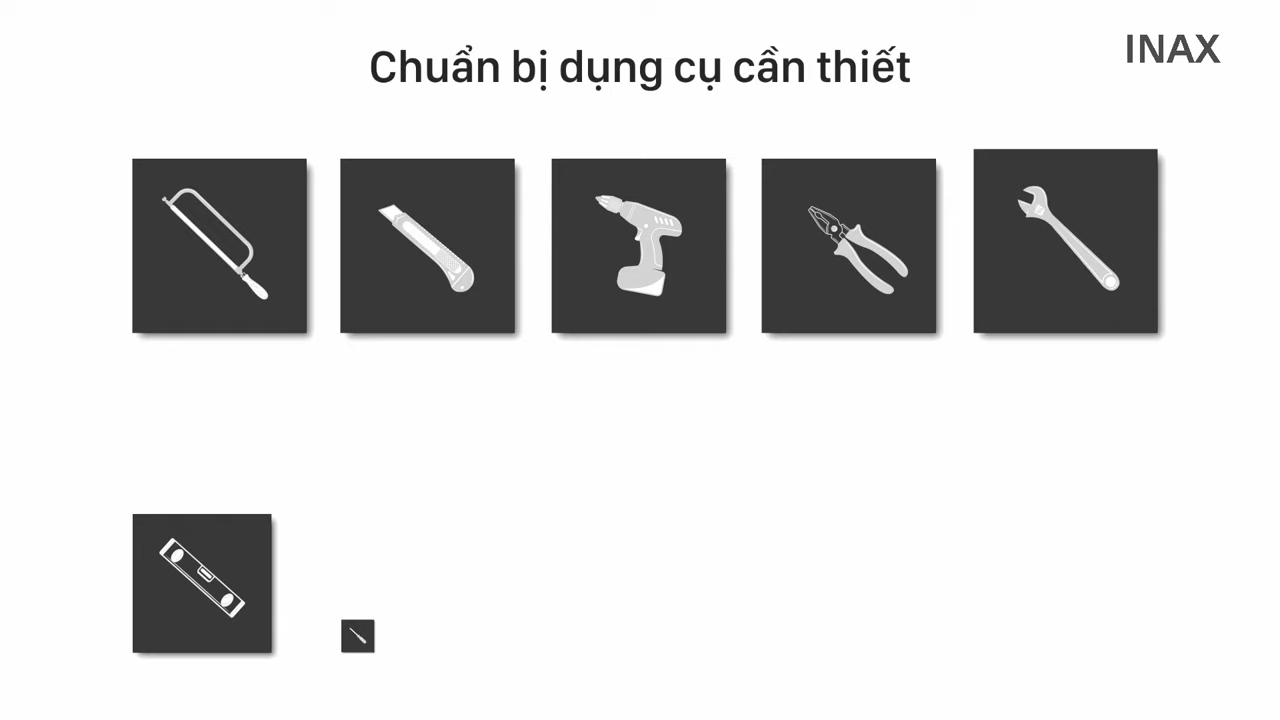 INAX
Chuẩn bị dụng cụ cần thiết